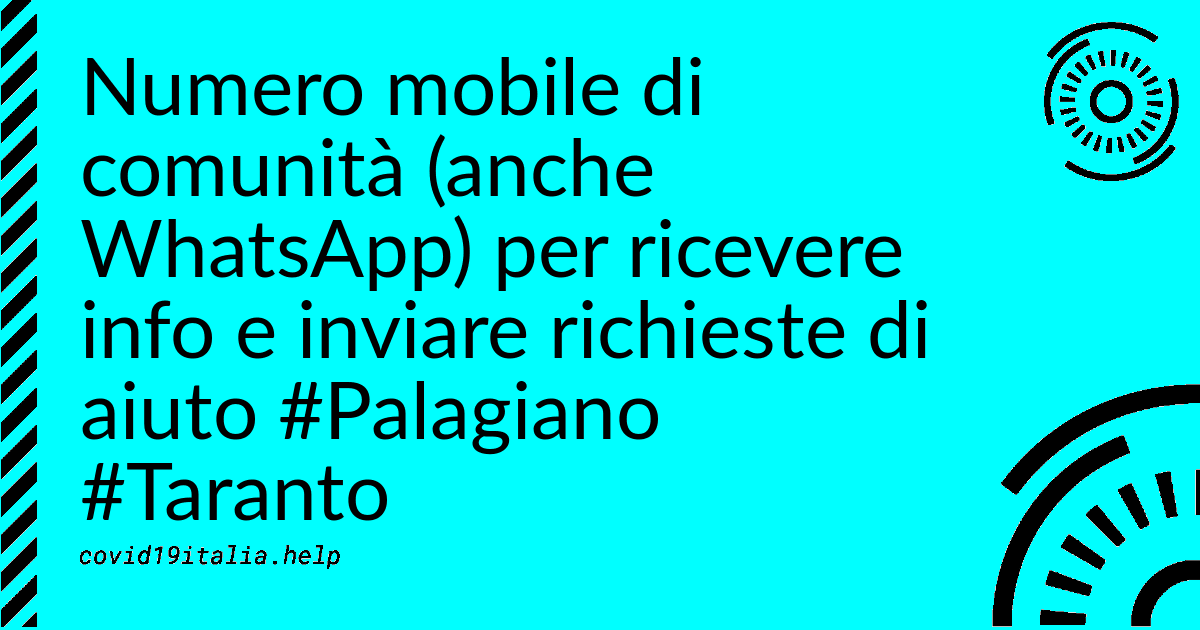 Numero mobile di
comunità (anche
WhatsApp) per ricevere
info e inviare richieste di
aiuto #Palagiano
#Taranto
covid19italia.help